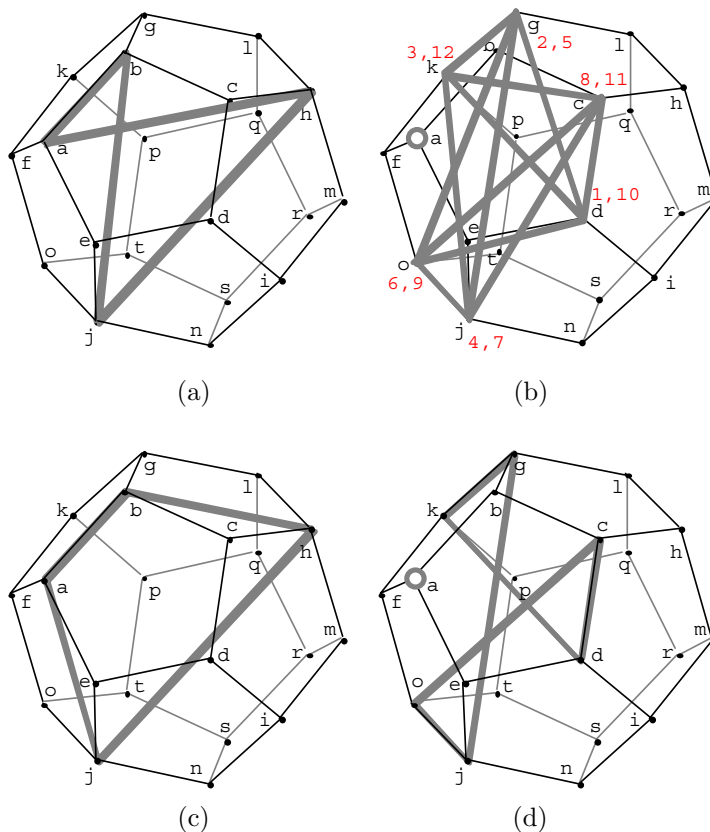 g
l
k
b
c
h
q
a
p
f
m
e
d
r
o
t
i
s
j
n
(a)
g
2,5
l
3,12
b
k
8,11
c
h
p
q
a
f
m
1,10
d
r
e
o
t
i
6,9
s
j
4,7
n
(b)
g
l
b
k
c
h
q
a
p
f
m
d
r
e
o
t
i
s
j
n
(c)
g
l
b
k
c
h
q
a
p
f
m
d
r
e
o
t
i
s
j
n
(d)